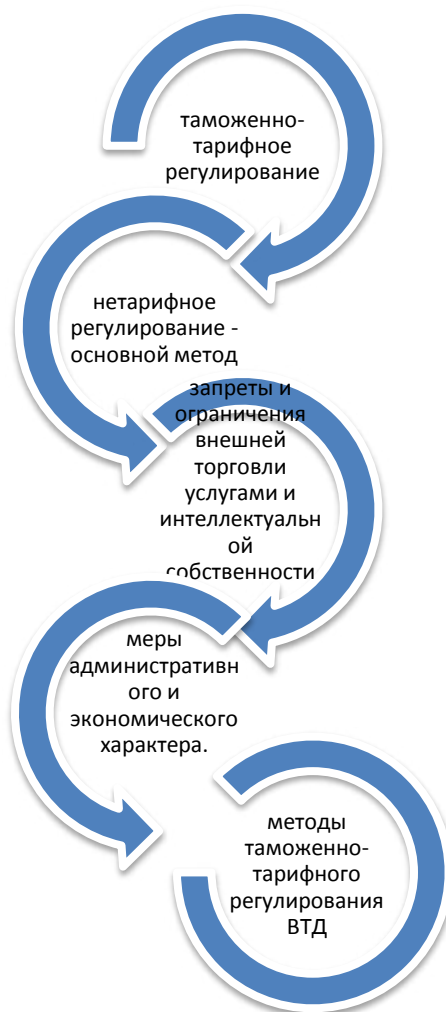 таможенно-
тарифное
регулирование
нетарифное
регулирование -
основной метод
запреты и
ограничения
внешней
торговли
услугами и
интеллектуальн
ой
собственности
меры
административн
ого и
экономического
характера.
методы
таможенно-
тарифного
регулирования
ВТД